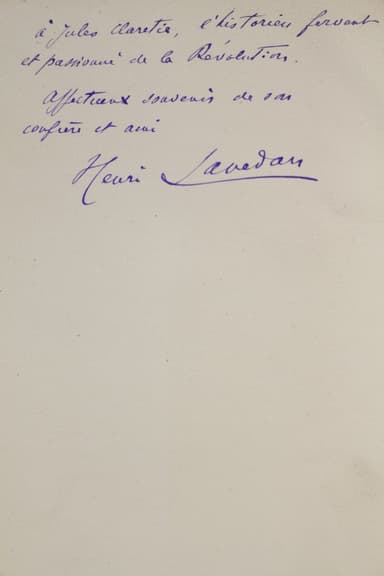 à Jules Claretie, l'historien fervent
et passionné de la Révolution.
Affectueux souvenir de son
confrère et ami
Henri Lavedan